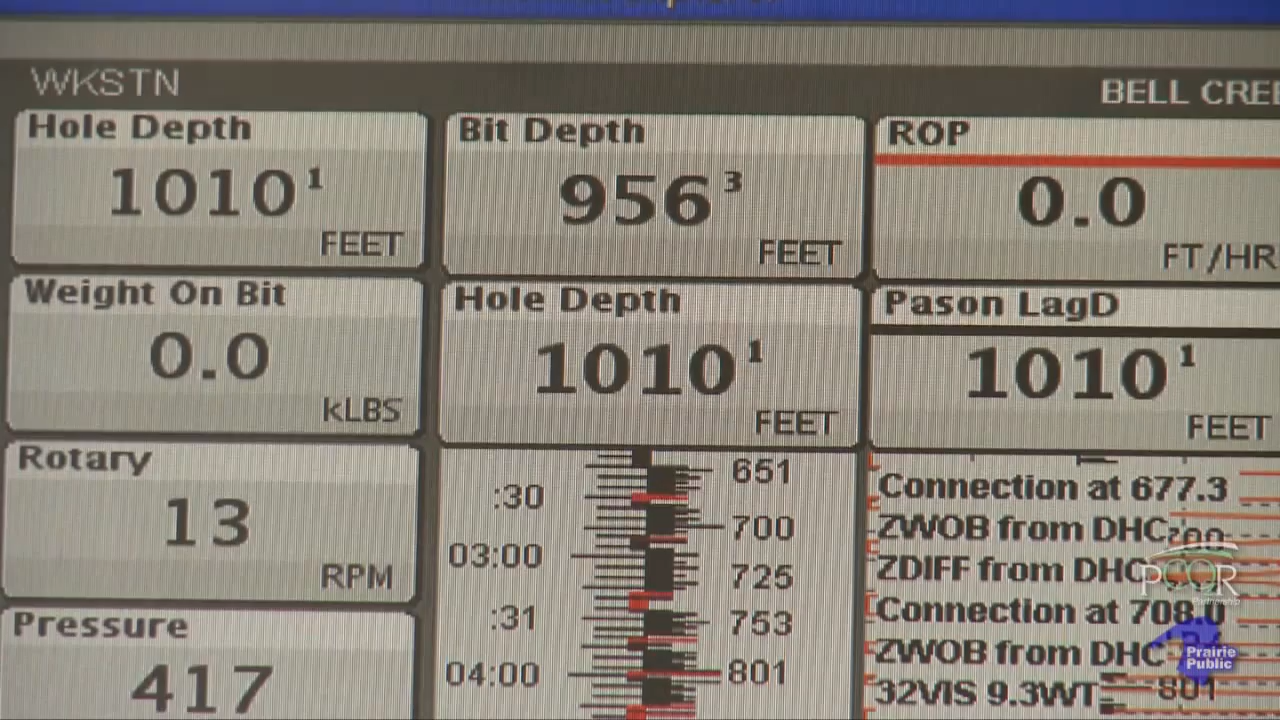 WKSTN
BELL CREE
Hole Depth
1010¹
FEET
Bit Depth
956³
FEET
ROP
0.0
FT/HR
Weight On Bit
0.0
kLBS
Hole Depth
1010¹
FEET
Pason LagD
1010¹
FEET
Rotary
13
RPM
Pressure
417
:30
03:00
:31
04:00
651
700
725
753
801
Connection at 677.3
ZWOB from DHC
ZDIFF from DHC
Connection at 708.0
ZWOB from DHC
32VIS 9.3WT
801
PCOR
Partnership
Prairie
Public